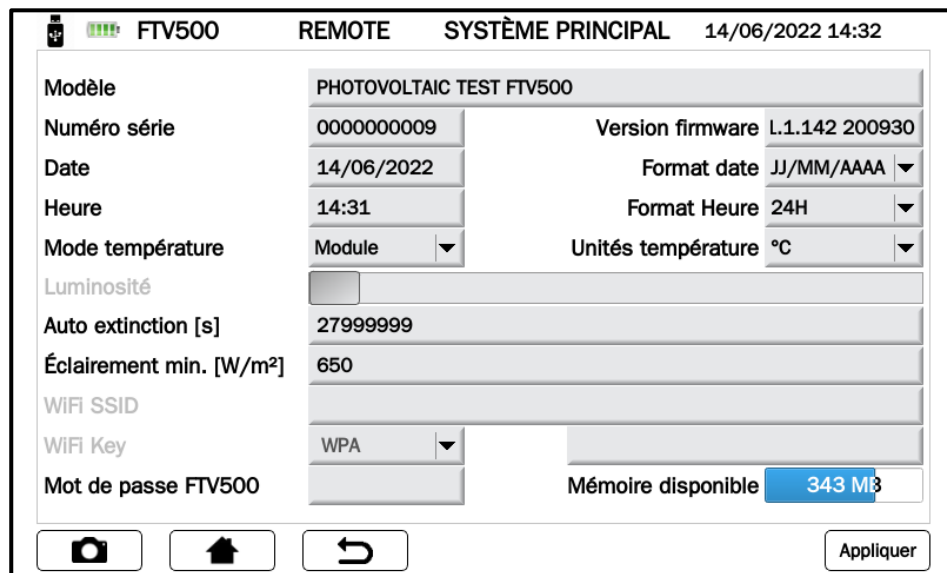 FTV500 REMOTE SYSTÈME PRINCIPAL 14/06/2022 14:32
Modèle PHOTOVOLTAIC TEST FTV500
Numéro série 0000000009 Version firmware 1.1.142 200930
Date 14/06/2022 Format date JJ/MM/AAAA
Heure 14:31 Format Heure 24H
Mode température Module Unités température °C
Luminosité
Auto extinction [s] 27999999
Éclairement min. [W/m²] 650
WiFi SSID
WiFi Key WPA
Mot de passe FTV500 Mémoire disponible 343 MB
Appliquer